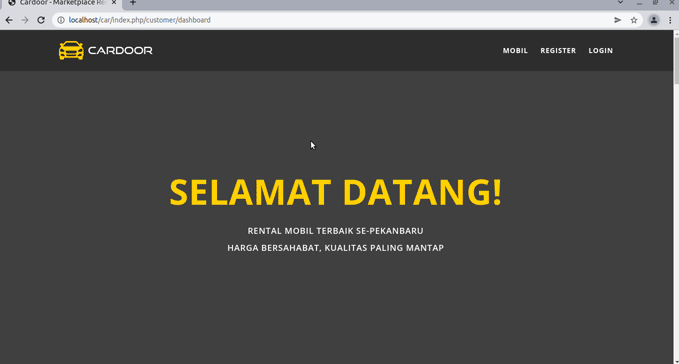 Cardoor - Marketplace Re
localhost/car/index.php/customer/dashboard
CARDOOR
MOBIL REGISTER LOGIN
SELAMAT DATANG!
RENTAL MOBIL TERBAIK SE-PEKANBARU
HARGA BERSAHABAT, KUALITAS PALING MANTAP